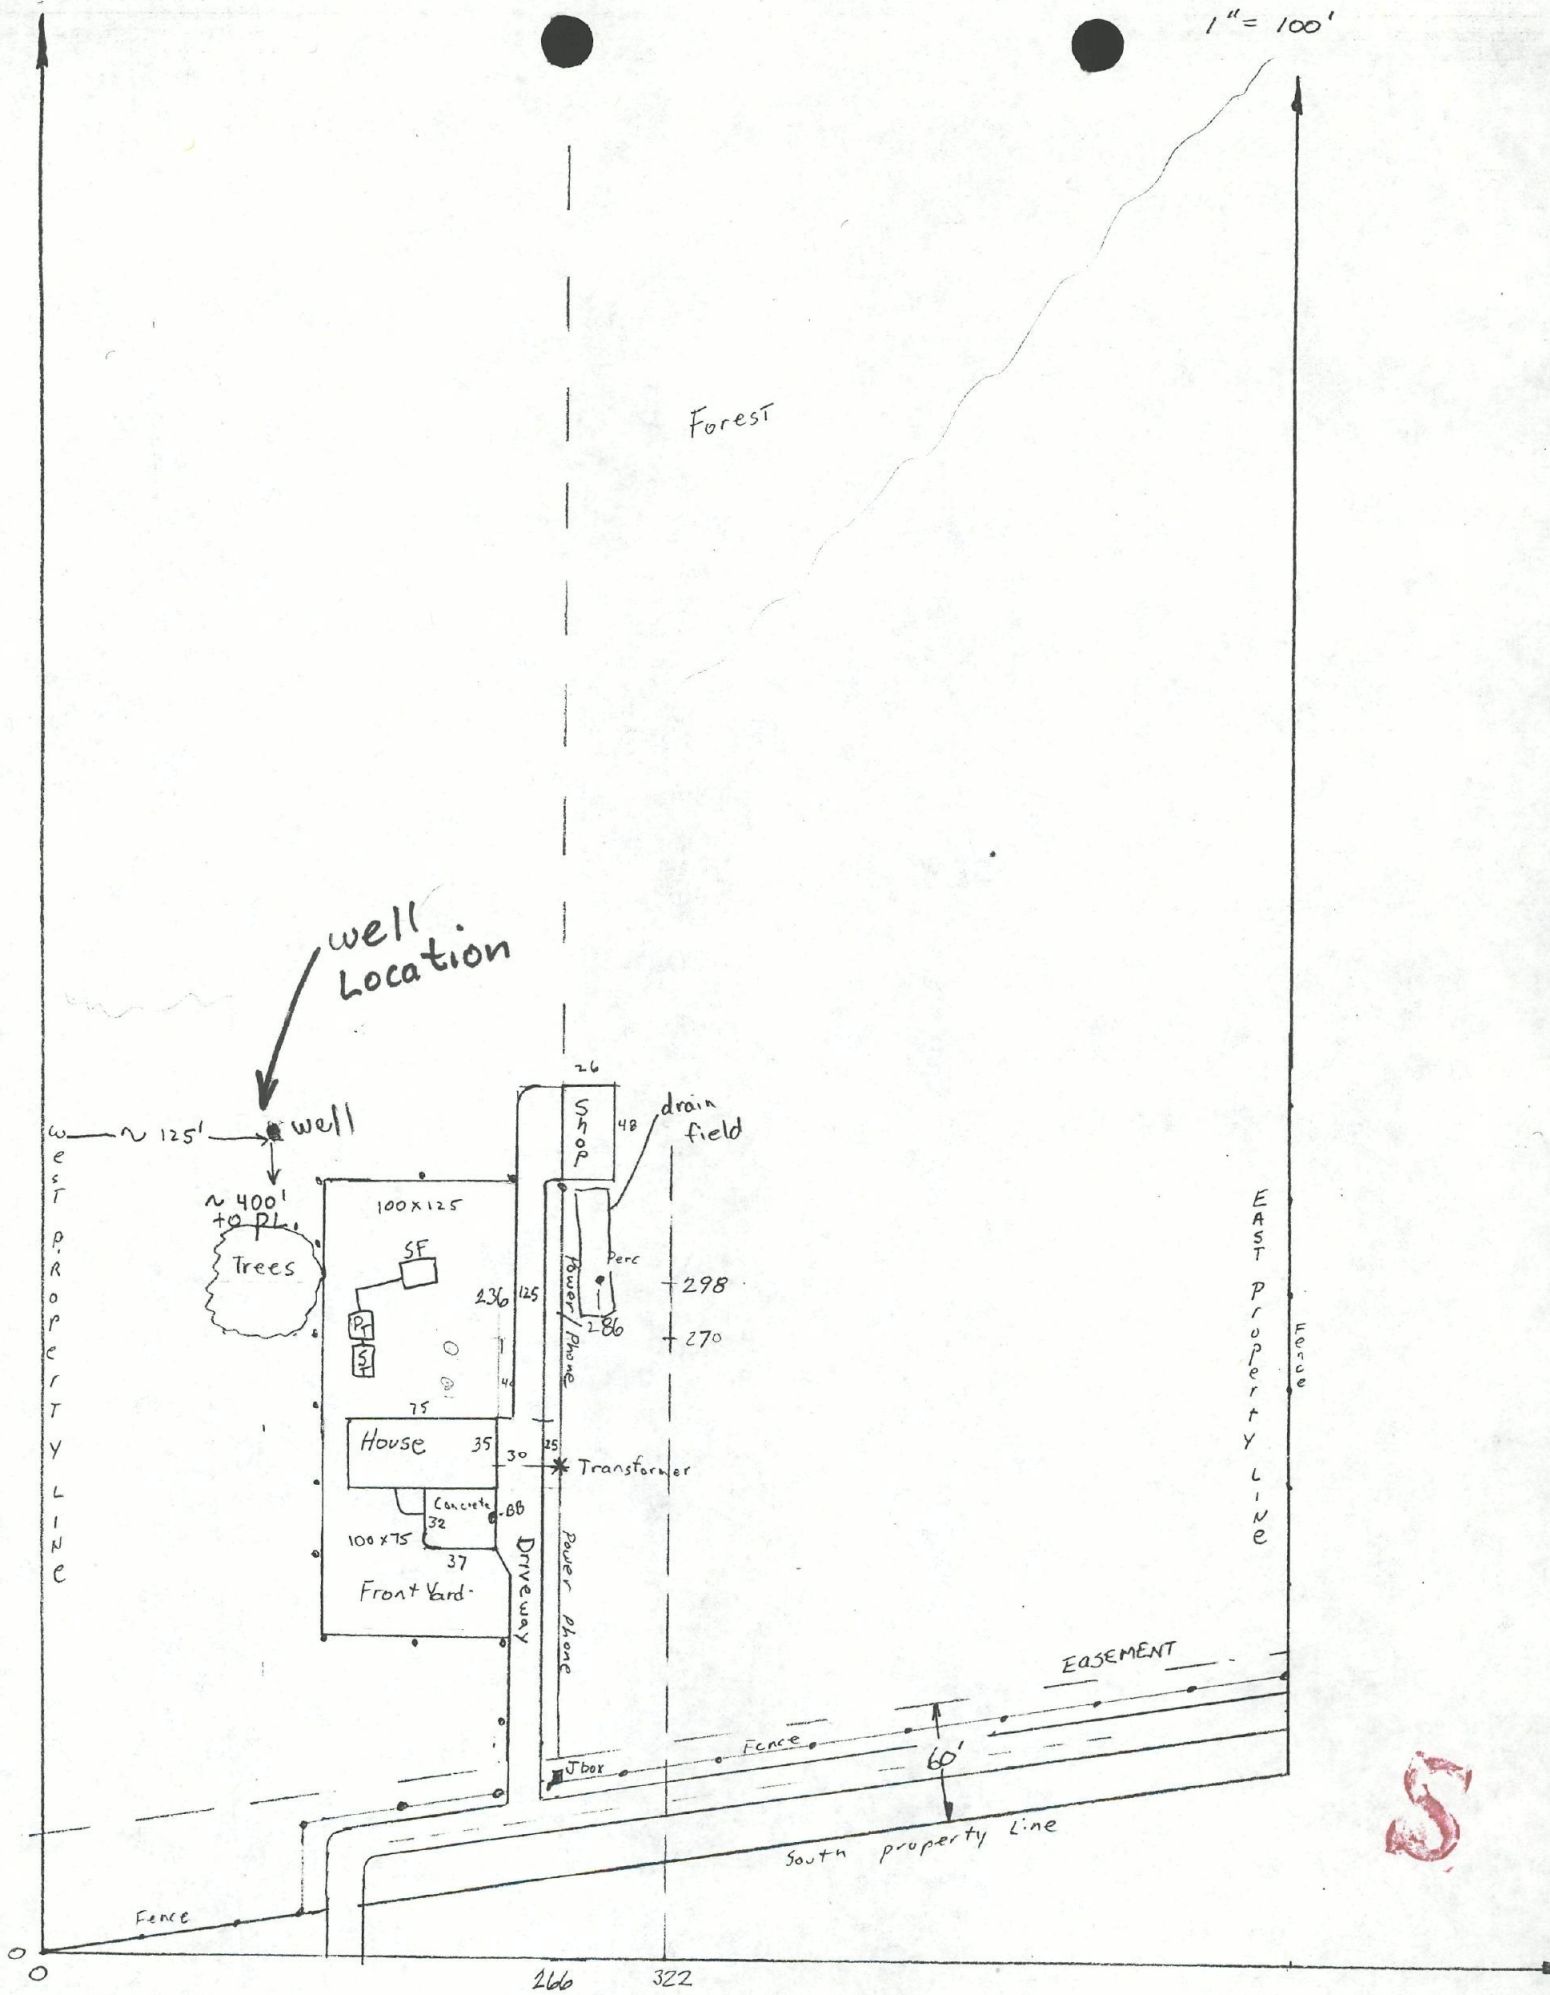 1" = 100'
Forest
well
Location
~ 125'
well
~ 400'
to PL.
Trees
WEST PROPERTY LINE
26
Shop
48
drain
field
100 x 125
SF
PT
ST
236
125
Power/Phone
Perc
286
298
270
EAST Property LINE
Fence
75
House
35
30
25
Transformer
Concrete
BB
32
100 x 75
37
Front Yard
Driveway
Power Phone
EASEMENT
Fence
60'
Jbox
South property Line
S
Fence
0
0
266
322